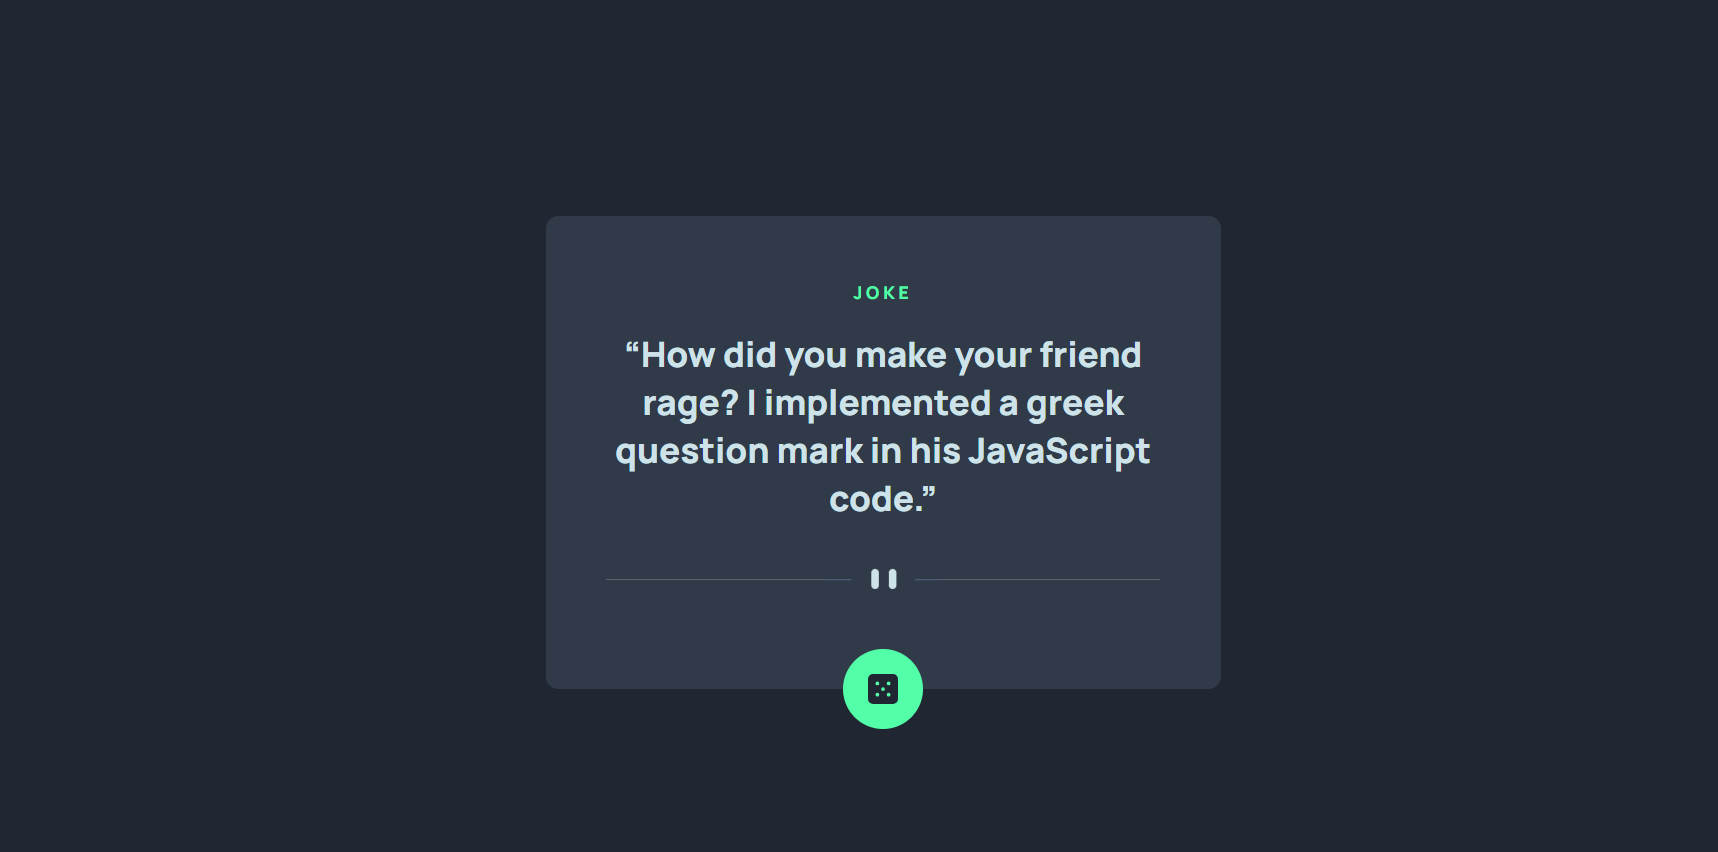 JOKE
“How did you make your friend
rage? I implemented a greek
question mark in his JavaScript
code.”